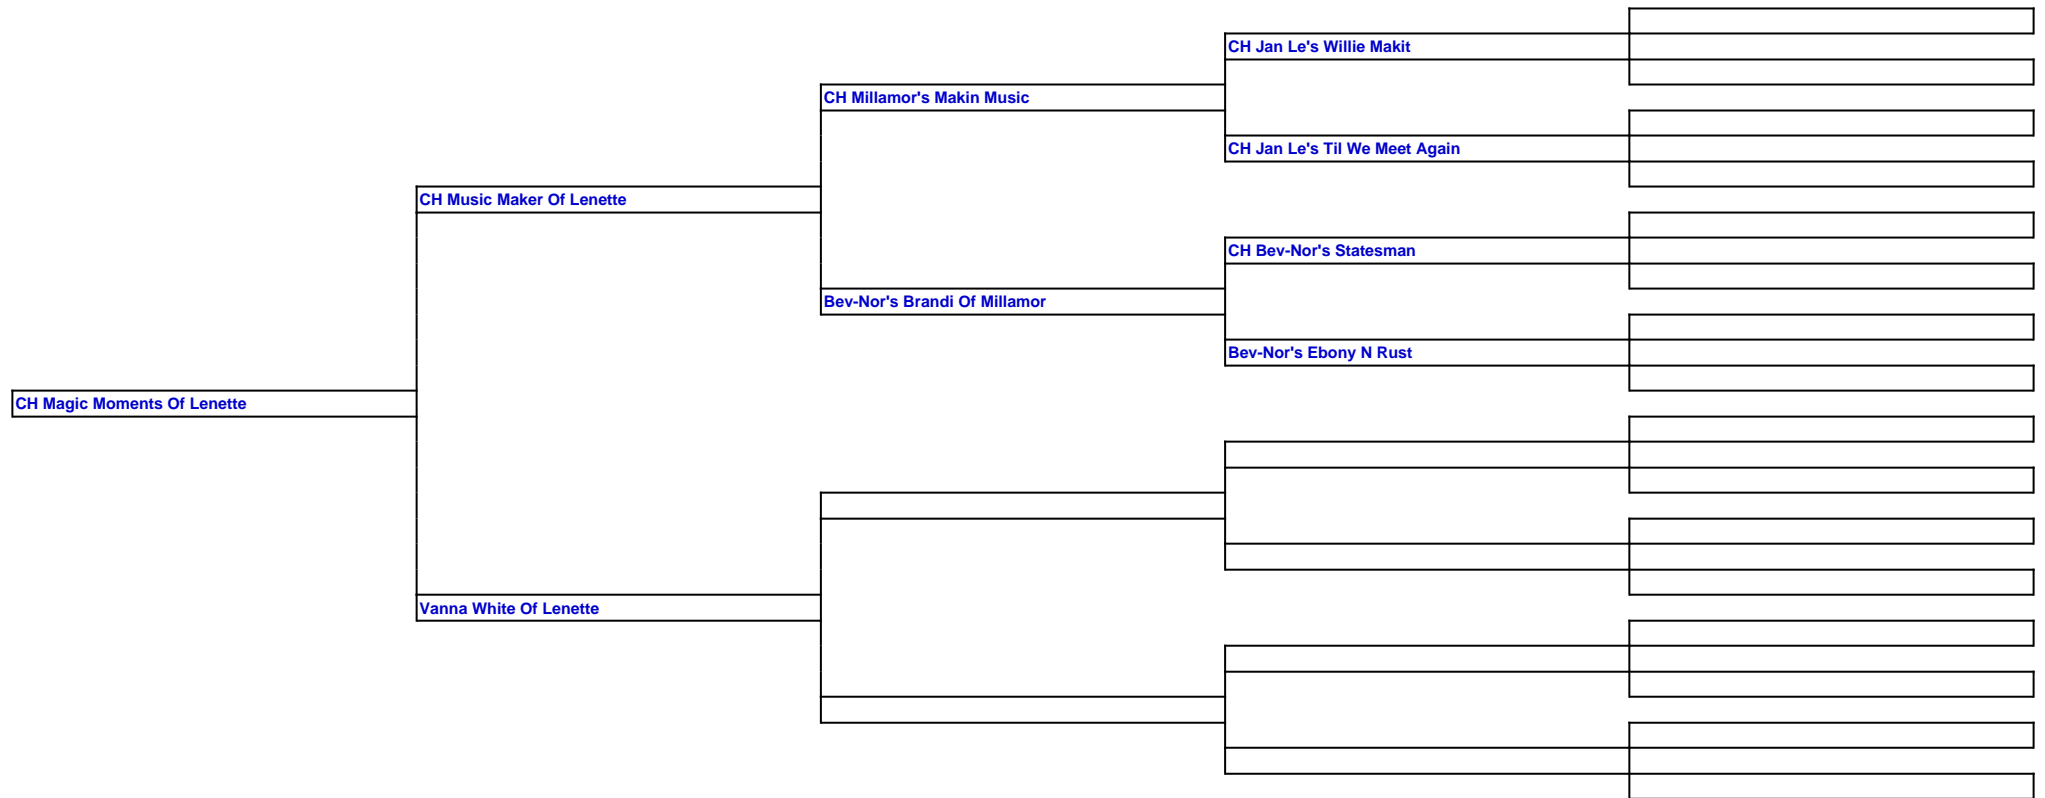 CH Jan Le's Willie Makit
CH Millamor's Makin Music
CH Jan Le's Til We Meet Again
CH Music Maker Of Lenette
CH Bev-Nor's Statesman
Bev-Nor's Brandi Of Millamor
Bev-Nor's Ebony N Rust
CH Magic Moments Of Lenette
Vanna White Of Lenette